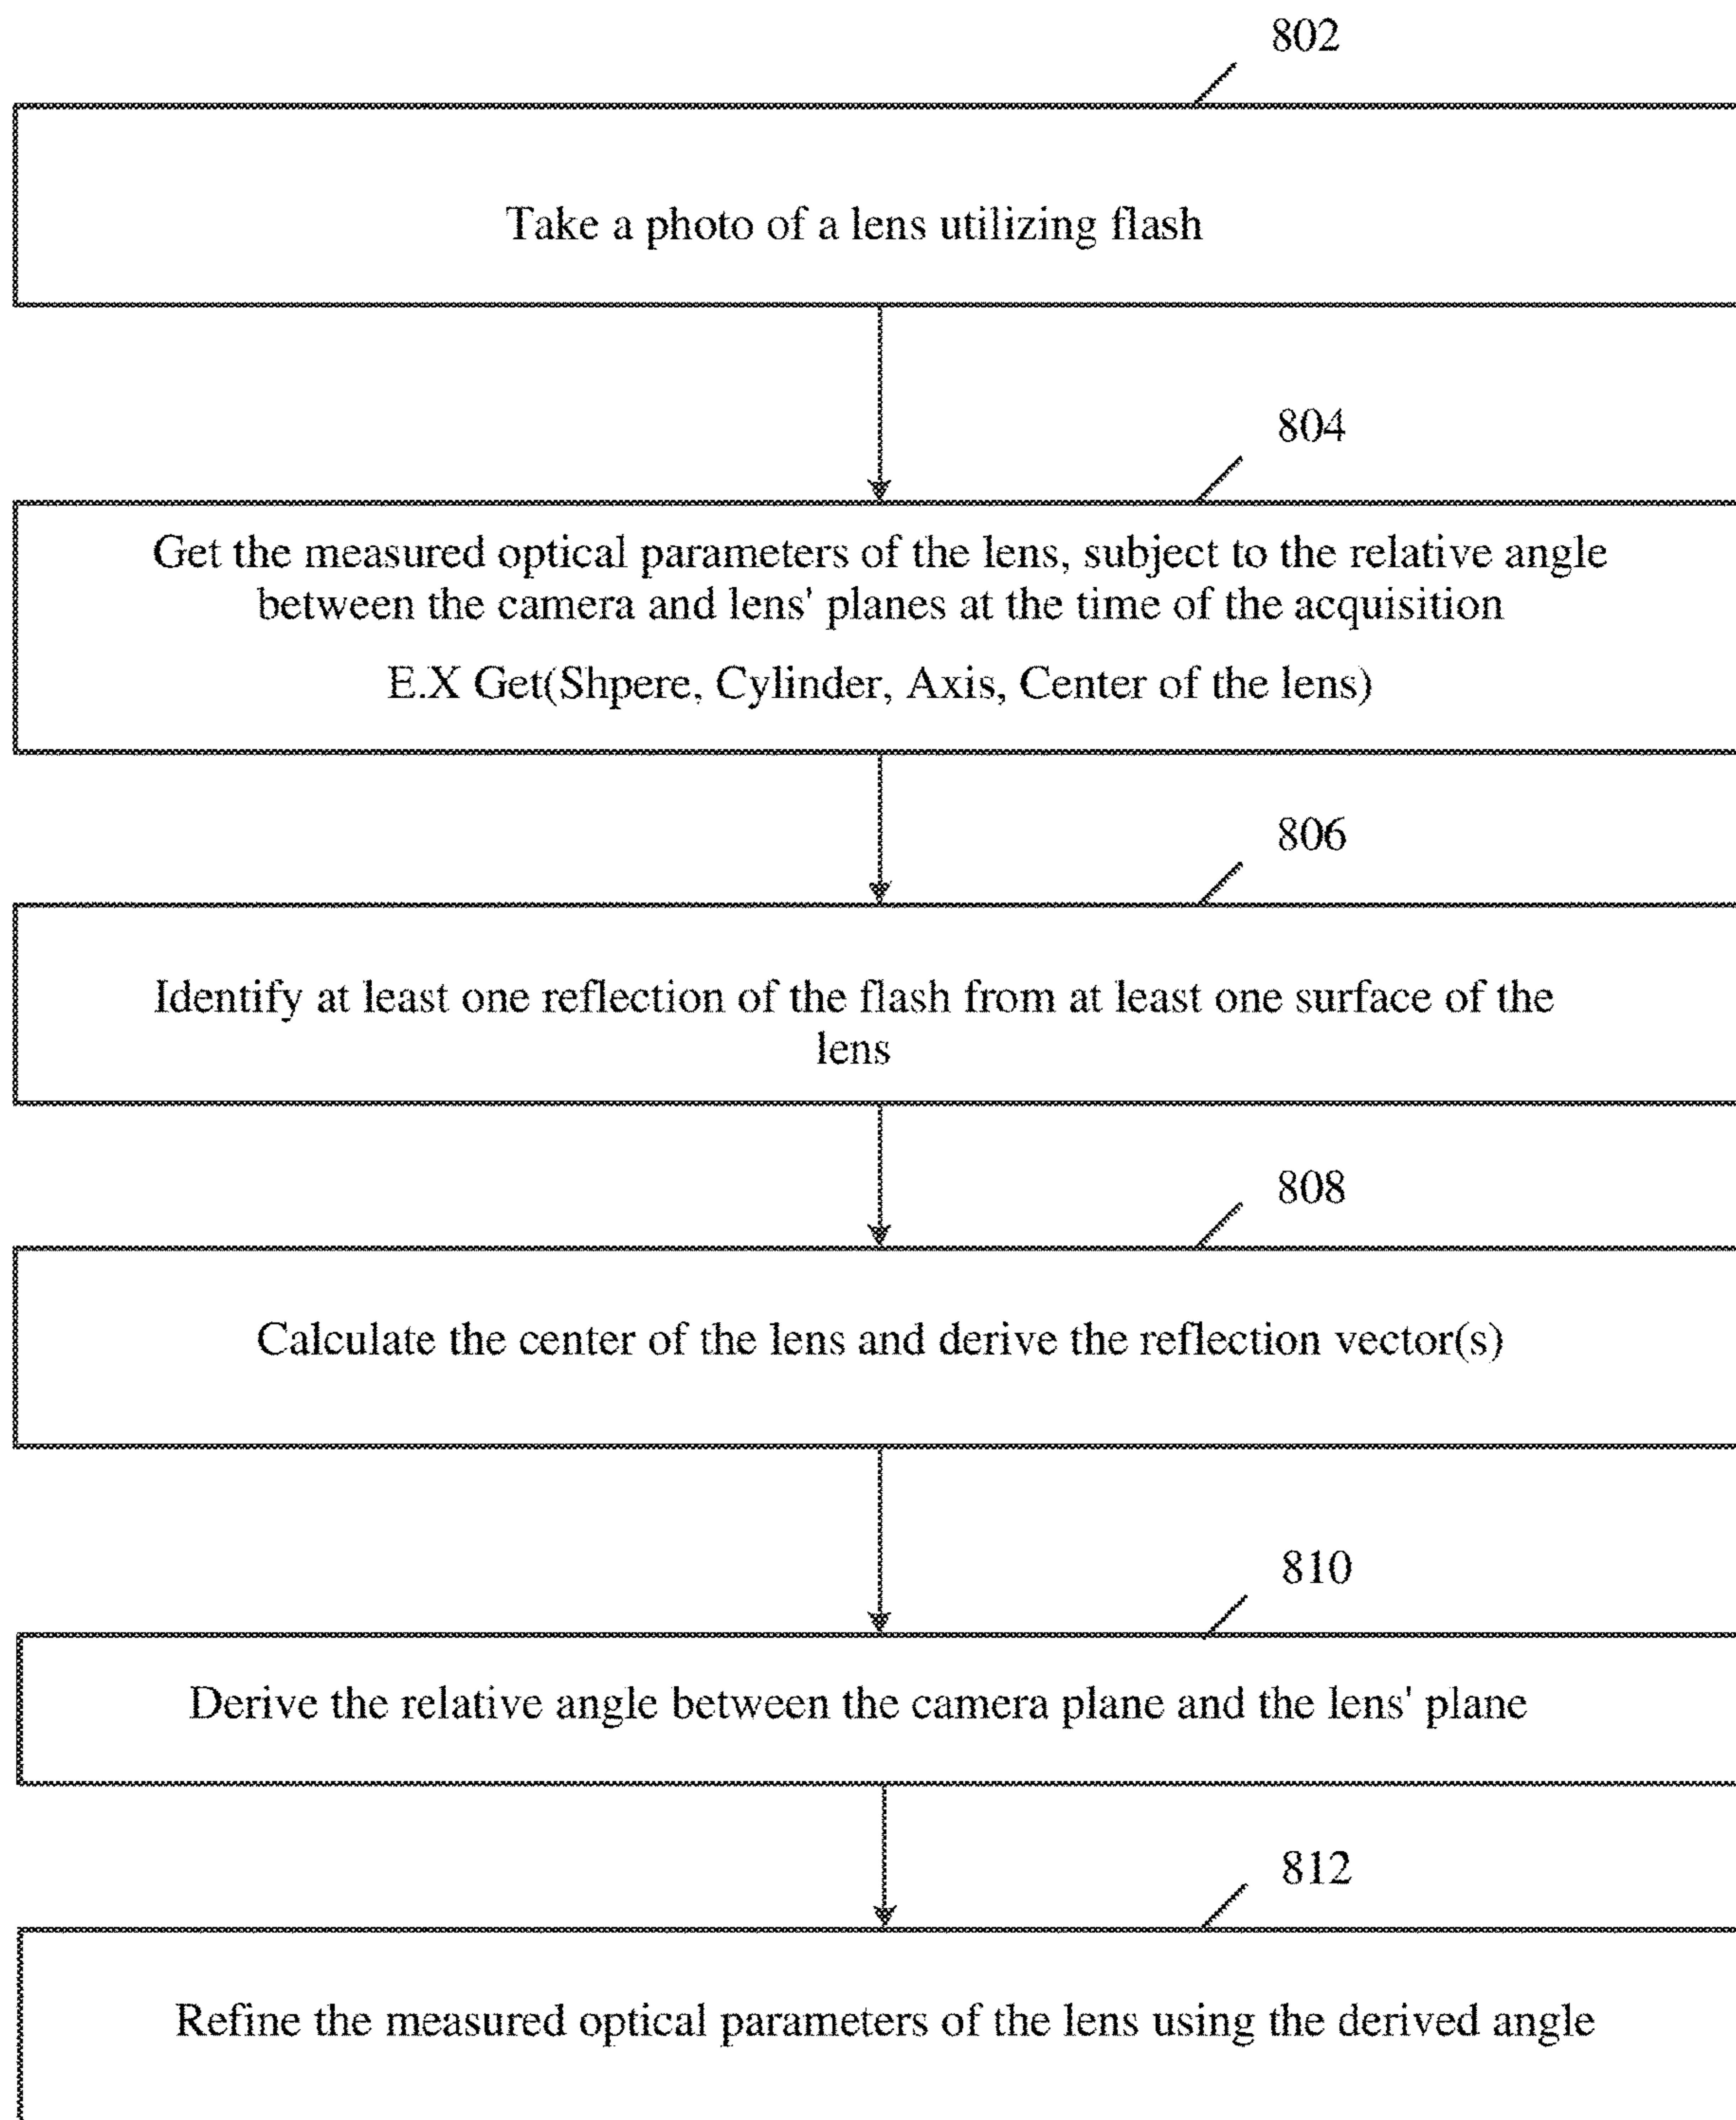 802
Take a photo of a lens utilizing flash
804
Get the measured optical parameters of the lens, subject to the relative angle
between the camera and lens' planes at the time of the acquisition
E.X Get(Shpere, Cylinder, Axis, Center of the lens)
806
Identify at least one reflection of the flash from at least one surface of the
lens
808
Calculate the center of the lens and derive the reflection vector(s)
810
Derive the relative angle between the camera plane and the lens' plane
812
Refine the measured optical parameters of the lens using the derived angle